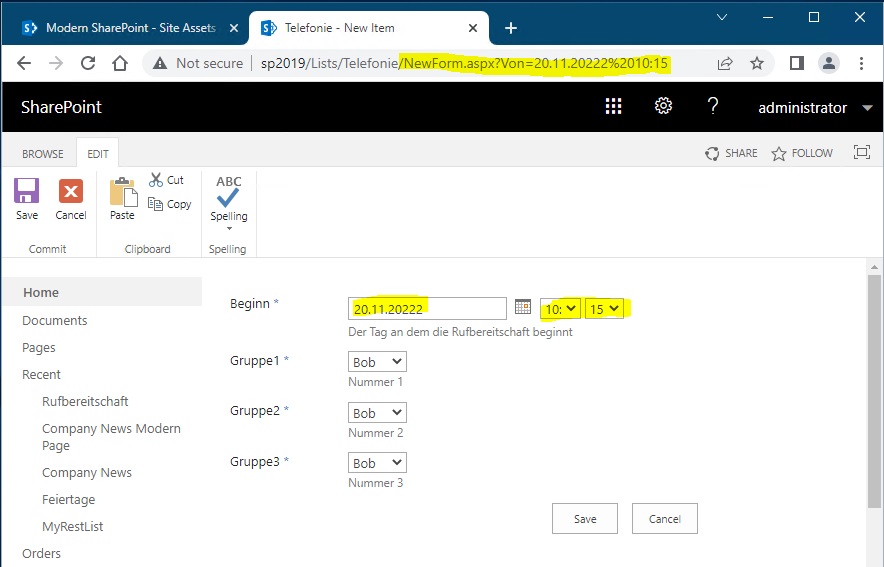 Modern SharePoint - Site Assets
Telefonie - New Item
Not secure | sp2019/Lists/Telefonie/NewForm.aspx?Von=20.11.20222%2010:15
SharePoint
administrator
BROWSE
EDIT
SHARE
FOLLOW
Save
Cancel
Paste
Cut
Copy
ABC
Spelling
Commit
Clipboard
Spelling
Home
Documents
Pages
Recent
Rufbereitschaft
Company News Modern
Page
Company News
Feiertage
MyRestList
Orders
Beginn *
20.11.20222
10:
15
Der Tag an dem die Rufbereitschaft beginnt
Gruppe1 *
Bob
Nummer 1
Gruppe2 *
Bob
Nummer 2
Gruppe3 *
Bob
Nummer 3
Save
Cancel